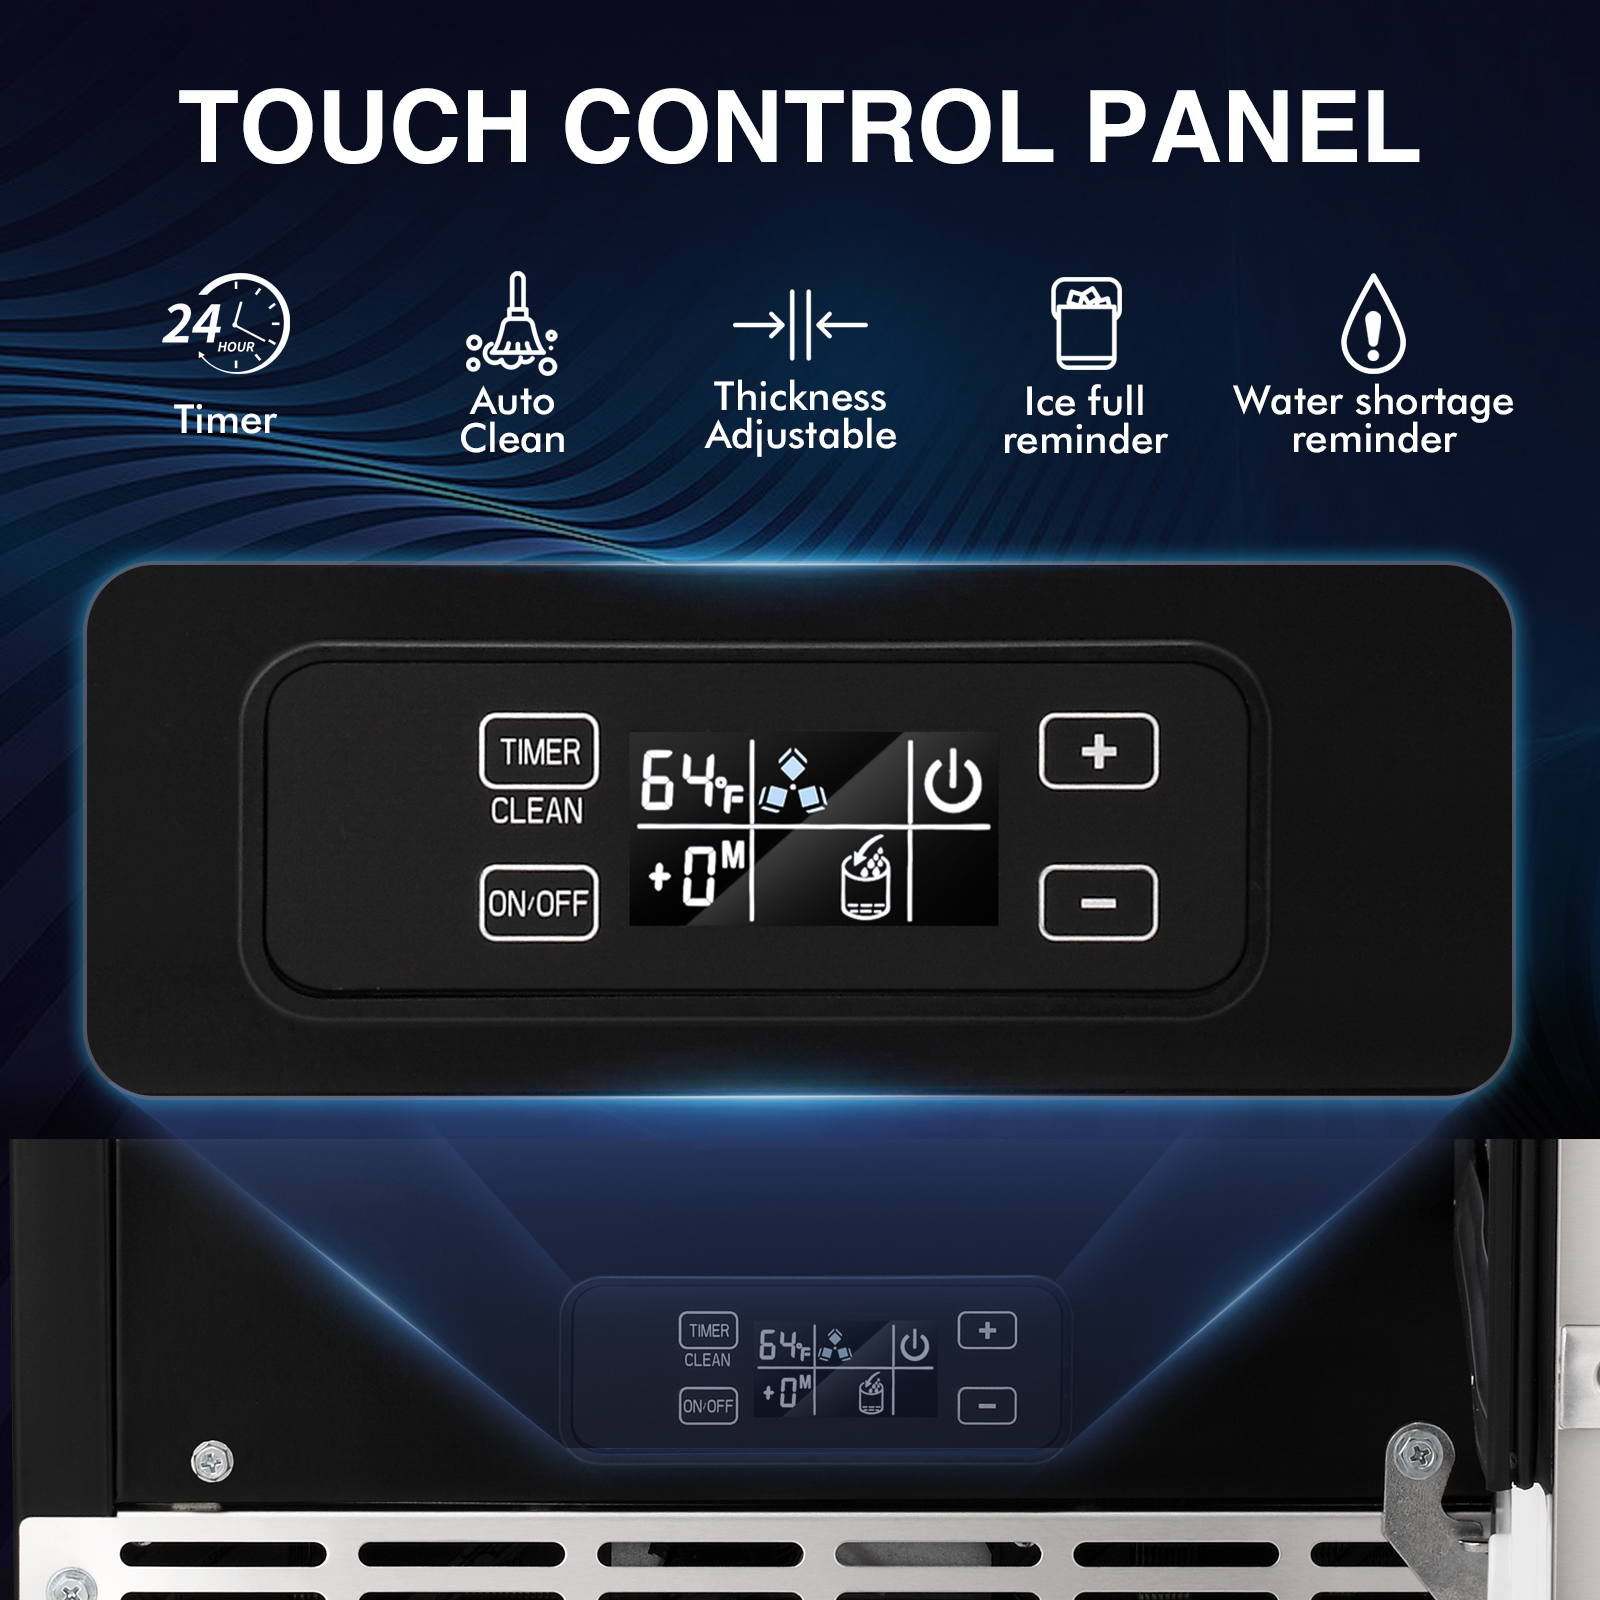 TOUCH CONTROL PANEL
24 HOUR
Timer
Auto
Clean
Thickness
Adjustable
Ice full
reminder
Water shortage
reminder
TIMER
CLEAN
ON/OFF
64°F
+0M
+
-
TIMER
CLEAN
ON/OFF
64°F
+0M
+
-